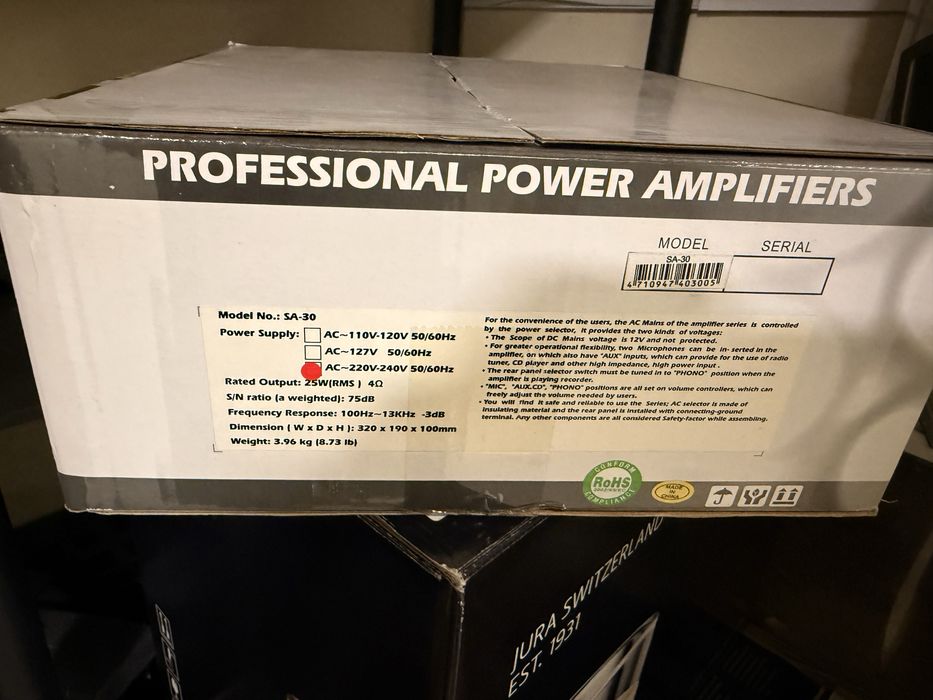 PROFESSIONAL POWER AMPLIFIERS
MODEL SERIAL
SA-30
4 710947 403005
Model No.: SA-30
Power Supply: AC~110V-120V 50/60Hz
AC~127V 50/60Hz
AC~220V-240V 50/60Hz
Rated Output: 25W(RMS ) 4Ω
S/N ratio (a weighted): 75dB
Frequency Response: 100Hz~13KHz -3dB
Dimension ( W x D x H ): 320 x 190 x 100mm
Weight: 3.96 kg (8.73 lb)
For the convenience of the users, the AC Mains of the amplifier series is controlled
by the power selector, it provides the two kinds of voltages:
• The Scope of DC Mains voltage is 12V and not protected.
• For greater operational flexibility, two Microphones can be in- serted in the
amplifier, on which also have "AUX" inputs, which can provide for the use of radio
tuner, CD player and other high impedance, high power input .
• The rear panel selector switch must be tuned in to "PHONO" position when the
amplifier is playing recorder.
• "MIC", "AUX.CD", "PHONO" positions are all set on volume controllers, which can
freely adjust the volume needed by users.
• You will find it safe and reliable to use the Series; AC selector is made of
insulating material and the rear panel is installed with connecting-ground
terminal. Any other components are all considered Safety-factor while assembling.
CONFORM
RoHS
COMPLIANCE
MADE
IN
CHINA
JURA SWITZERLAND
EST. 1931